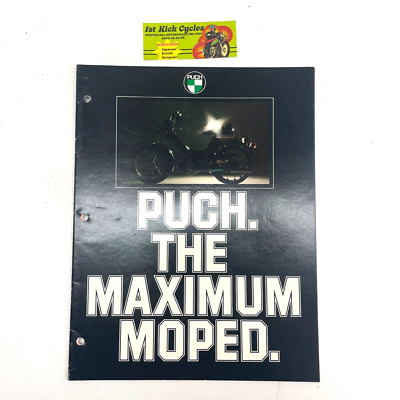 1st Kick Cycles
PUCH
PUCH.
THE
MAXIMUM
MOPED.